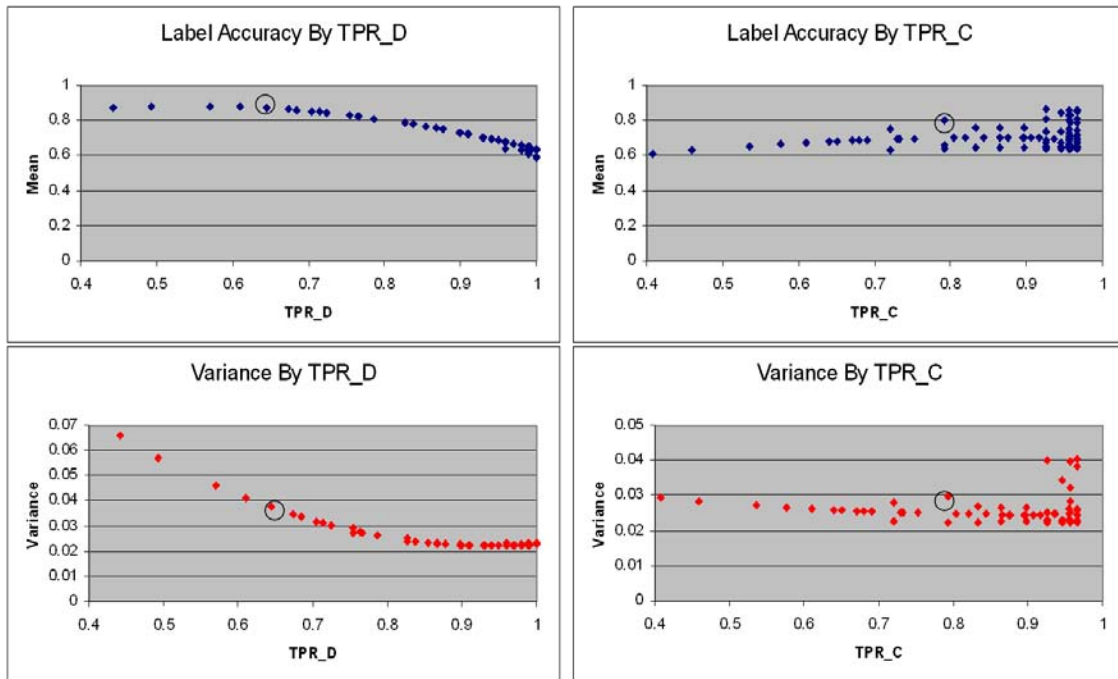 Label Accuracy By TPR_D
1
0.8
0.6
0.4
0.2
0
Mean
0.4 0.5 0.6 0.7 0.8 0.9 1
TPR_D
Label Accuracy By TPR_C
1
0.8
0.6
0.4
0.2
0
Mean
0.4 0.5 0.6 0.7 0.8 0.9 1
TPR_C
Variance By TPR_D
0.07
0.06
0.05
0.04
0.03
0.02
0.01
0
Variance
0.4 0.5 0.6 0.7 0.8 0.9 1
TPR_D
Variance By TPR_C
0.05
0.04
0.03
0.02
0.01
0
Variance
0.4 0.5 0.6 0.7 0.8 0.9 1
TPR_C